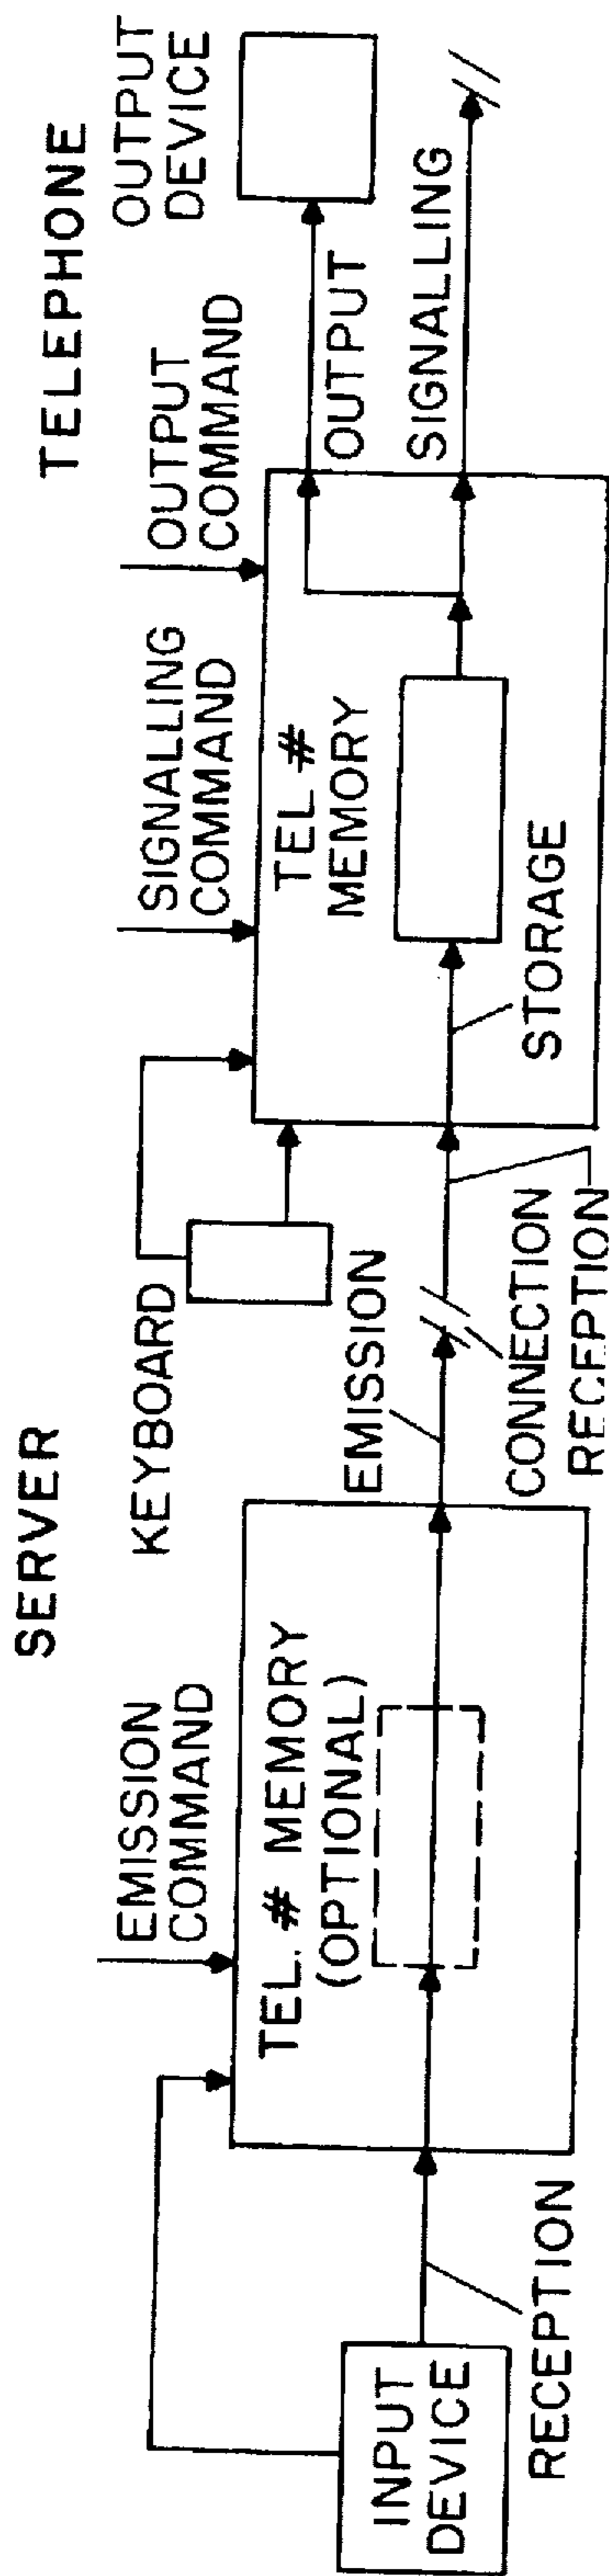 SERVER
TELEPHONE
EMISSION
COMMAND
KEYBOARD
SIGNALLING
COMMAND
OUTPUT
COMMAND
OUTPUT
DEVICE
TEL. # MEMORY
(OPTIONAL)
TEL #
MEMORY
INPUT
DEVICE
RECEPTION
EMISSION
CONNECTION
RECEPTION
STORAGE
OUTPUT
SIGNALLING